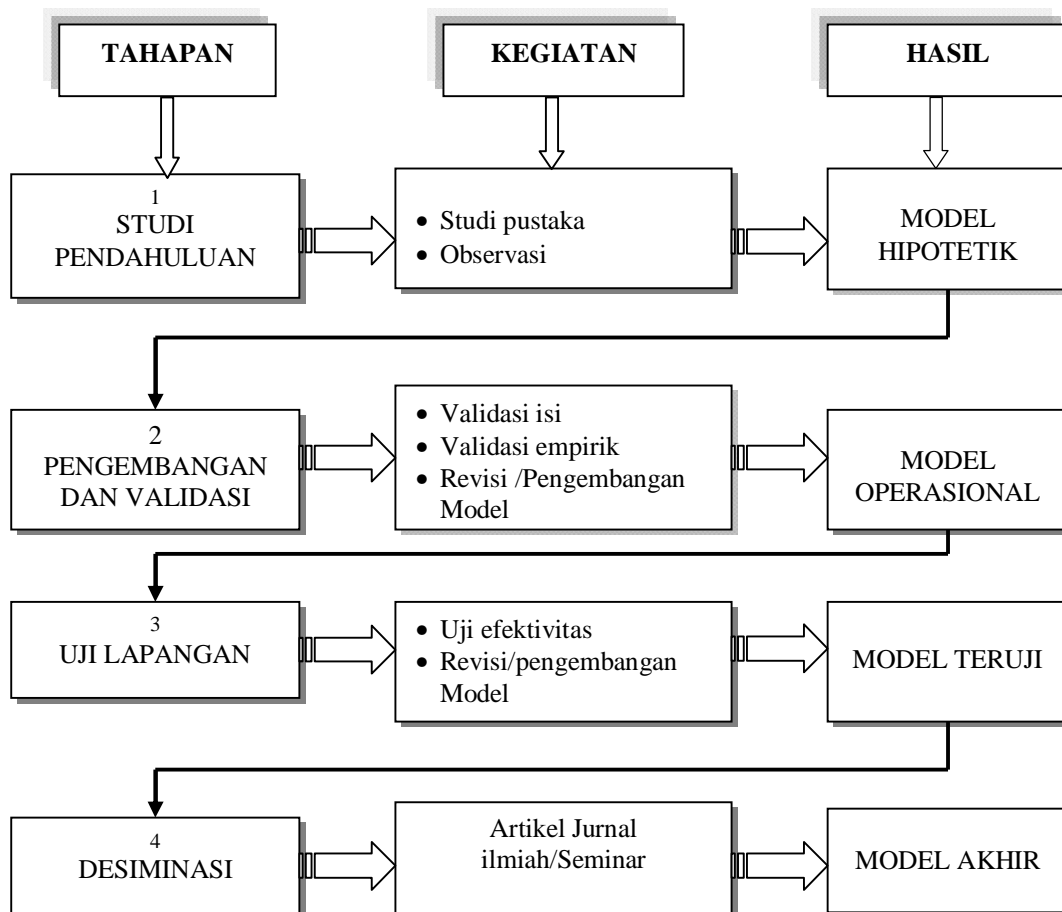 TAHAPAN
KEGIATAN
HASIL
1
STUDI
PENDAHULUAN
• Studi pustaka
• Observasi
MODEL
HIPOTETIK
2
PENGEMBANGAN
DAN VALIDASI
• Validasi isi
• Validasi empirik
• Revisi /Pengembangan
Model
MODEL
OPERASIONAL
3
UJI LAPANGAN
• Uji efektivitas
• Revisi/pengembangan
Model
MODEL TERUJI
4
DESIMINASI
Artikel Jurnal
ilmiah/Seminar
MODEL AKHIR